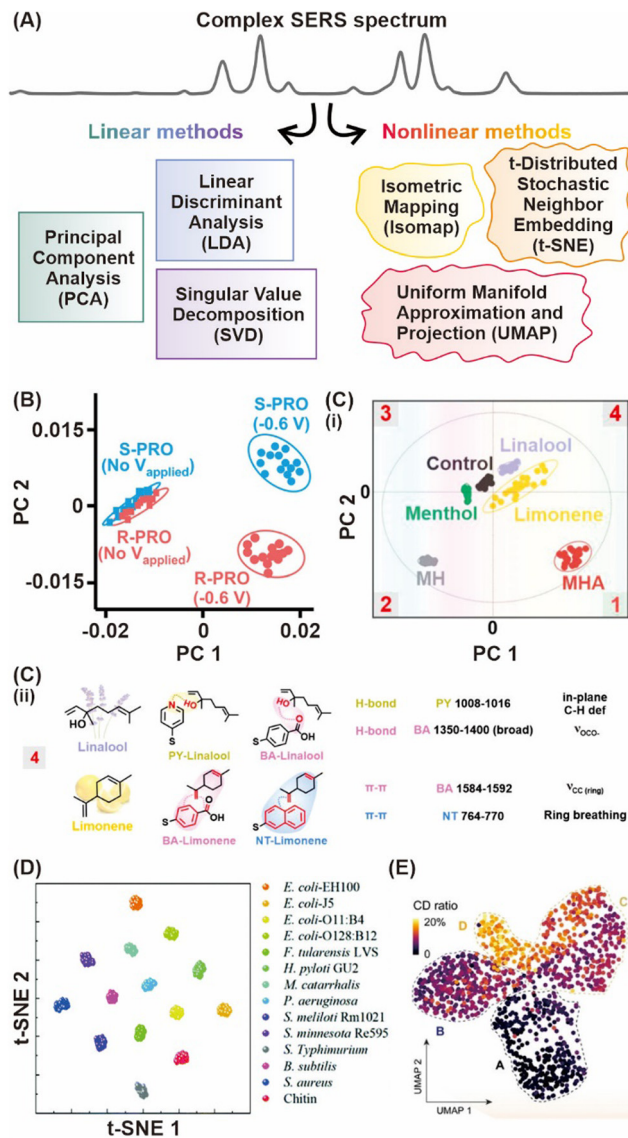 (A)
Complex SERS spectrum
Linear methods
Nonlinear methods
Principal
Component
Analysis
(PCA)
Linear
Discriminant
Analysis
(LDA)
Singular Value
Decomposition
(SVD)
Isometric
Mapping
(Isomap)
t-Distributed
Stochastic
Neighbor
Embedding
(t-SNE)
Uniform Manifold
Approximation and
Projection (UMAP)
(B)
0.015
0
-0.015
PC 2
S-PRO
(No Vapplied)
R-PRO
(No Vapplied)
S-PRO
(-0.6 V)
R-PRO
(-0.6 V)
-0.02
0
0.02
PC 1
(C)
(i)
3
4
Linalool
Control
Menthol
Limonene
MH
MHA
2
1
PC 2
0
0
PC 1
(C)
(ii)
4
HO
Linalool
N
HO
S
PY-Linalool
HO
O
OH
S
BA-Linalool
H-bond PY 1008-1016 in-plane C-H def
H-bond BA 1350-1400 (broad) νOCO-
Limonene
O
OH
S
BA-Limonene
S
NT-Limonene
π-π BA 1584-1592 νCC (ring)
π-π NT 764-770 Ring breathing
(D)
t-SNE 2
t-SNE 1
E. coli-EH100
E. coli-J5
E. coli-O11:B4
E. coli-O128:B12
F. tularensis LVS
H. pyloti GU2
M. catarrhalis
P. aeruginosa
S. meliloti Rm1021
S. minnesota Re595
S. Typhimurium
B. subtilis
S. aureus
Chitin
(E)
CD ratio
20%
0
D
C
B
A
UMAP 2
UMAP 1